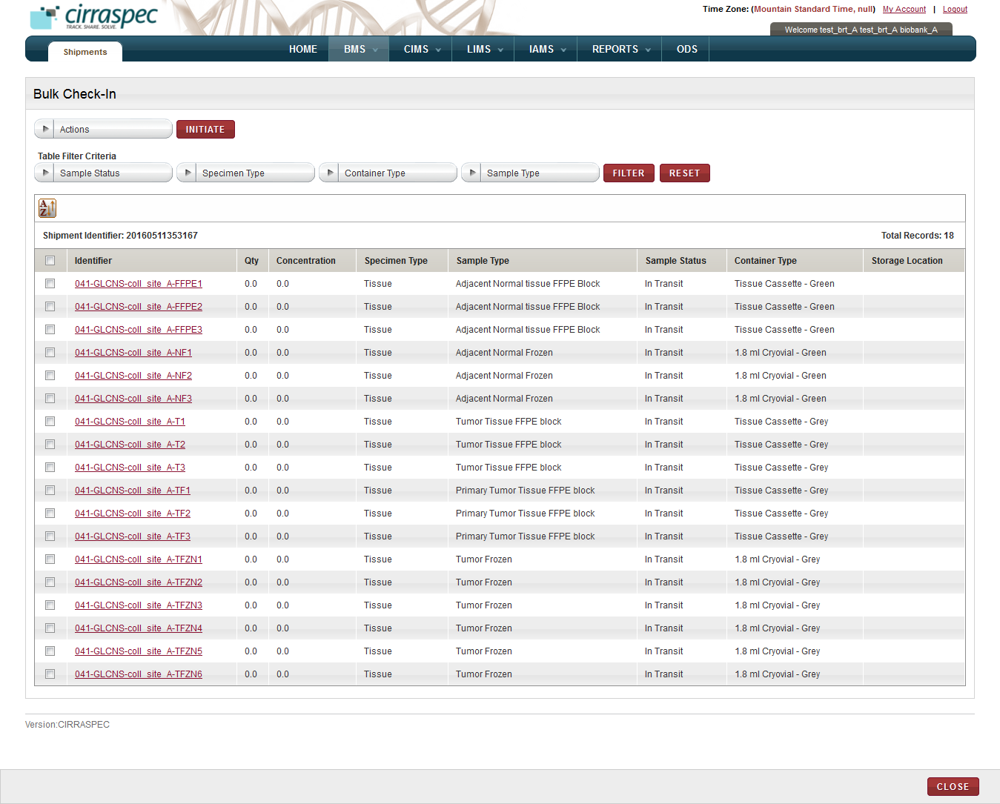 cirraspec
TRACK. SHARE. SOLVE.
Time Zone: (Mountain Standard Time, null) My Account | Logout
Welcome test_brt_A test_brt_A biobank_A
Shipments HOME BMS CIMS LIMS IAMS REPORTS ODS
Bulk Check-In
Actions INITIATE
Table Filter Criteria
Sample Status Specimen Type Container Type Sample Type FILTER RESET
A
Z
Shipment Identifier: 20160511353167 Total Records: 18
Identifier Qty Concentration Specimen Type Sample Type Sample Status Container Type Storage Location
041-GLCNS-coll_site_A-FFPE1 0.0 0.0 Tissue Adjacent Normal tissue FFPE Block In Transit Tissue Cassette - Green
041-GLCNS-coll_site_A-FFPE2 0.0 0.0 Tissue Adjacent Normal tissue FFPE Block In Transit Tissue Cassette - Green
041-GLCNS-coll_site_A-FFPE3 0.0 0.0 Tissue Adjacent Normal tissue FFPE Block In Transit Tissue Cassette - Green
041-GLCNS-coll_site_A-NF1 0.0 0.0 Tissue Adjacent Normal Frozen In Transit 1.8 ml Cryovial - Green
041-GLCNS-coll_site_A-NF2 0.0 0.0 Tissue Adjacent Normal Frozen In Transit 1.8 ml Cryovial - Green
041-GLCNS-coll_site_A-NF3 0.0 0.0 Tissue Adjacent Normal Frozen In Transit 1.8 ml Cryovial - Green
041-GLCNS-coll_site_A-T1 0.0 0.0 Tissue Tumor Tissue FFPE block In Transit Tissue Cassette - Grey
041-GLCNS-coll_site_A-T2 0.0 0.0 Tissue Tumor Tissue FFPE block In Transit Tissue Cassette - Grey
041-GLCNS-coll_site_A-T3 0.0 0.0 Tissue Tumor Tissue FFPE block In Transit Tissue Cassette - Grey
041-GLCNS-coll_site_A-TF1 0.0 0.0 Tissue Primary Tumor Tissue FFPE block In Transit Tissue Cassette - Grey
041-GLCNS-coll_site_A-TF2 0.0 0.0 Tissue Primary Tumor Tissue FFPE block In Transit Tissue Cassette - Grey
041-GLCNS-coll_site_A-TF3 0.0 0.0 Tissue Primary Tumor Tissue FFPE block In Transit Tissue Cassette - Grey
041-GLCNS-coll_site_A-TFZN1 0.0 0.0 Tissue Tumor Frozen In Transit 1.8 ml Cryovial - Grey
041-GLCNS-coll_site_A-TFZN2 0.0 0.0 Tissue Tumor Frozen In Transit 1.8 ml Cryovial - Grey
041-GLCNS-coll_site_A-TFZN3 0.0 0.0 Tissue Tumor Frozen In Transit 1.8 ml Cryovial - Grey
041-GLCNS-coll_site_A-TFZN4 0.0 0.0 Tissue Tumor Frozen In Transit 1.8 ml Cryovial - Grey
041-GLCNS-coll_site_A-TFZN5 0.0 0.0 Tissue Tumor Frozen In Transit 1.8 ml Cryovial - Grey
041-GLCNS-coll_site_A-TFZN6 0.0 0.0 Tissue Tumor Frozen In Transit 1.8 ml Cryovial - Grey
Version:CIRRASPEC
CLOSE